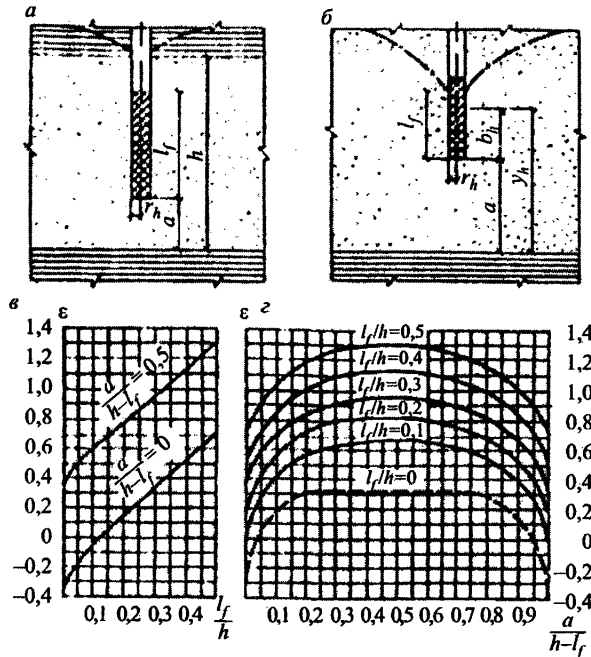 а
б
l_f
h
r_h
a
l_f
b_h
r_h
a
y_h
в
ε
1,4
1,2
1,0
0,8
0,6
0,4
0,2
0
−0,2
−0,4
a/(h−l_f)=0,5
a/(h−l_f)=0
0,1 0,2 0,3 0,4 l_f/h
ε г
l_f/h=0,5
l_f/h=0,4
l_f/h=0,3
l_f/h=0,2
l_f/h=0,1
l_f/h=0
1,4
1,2
1,0
0,8
0,6
0,4
0,2
0
−0,2
−0,4
0,1 0,2 0,3 0,4 0,5 0,6 0,7 0,8 0,9 a/(h−l_f)